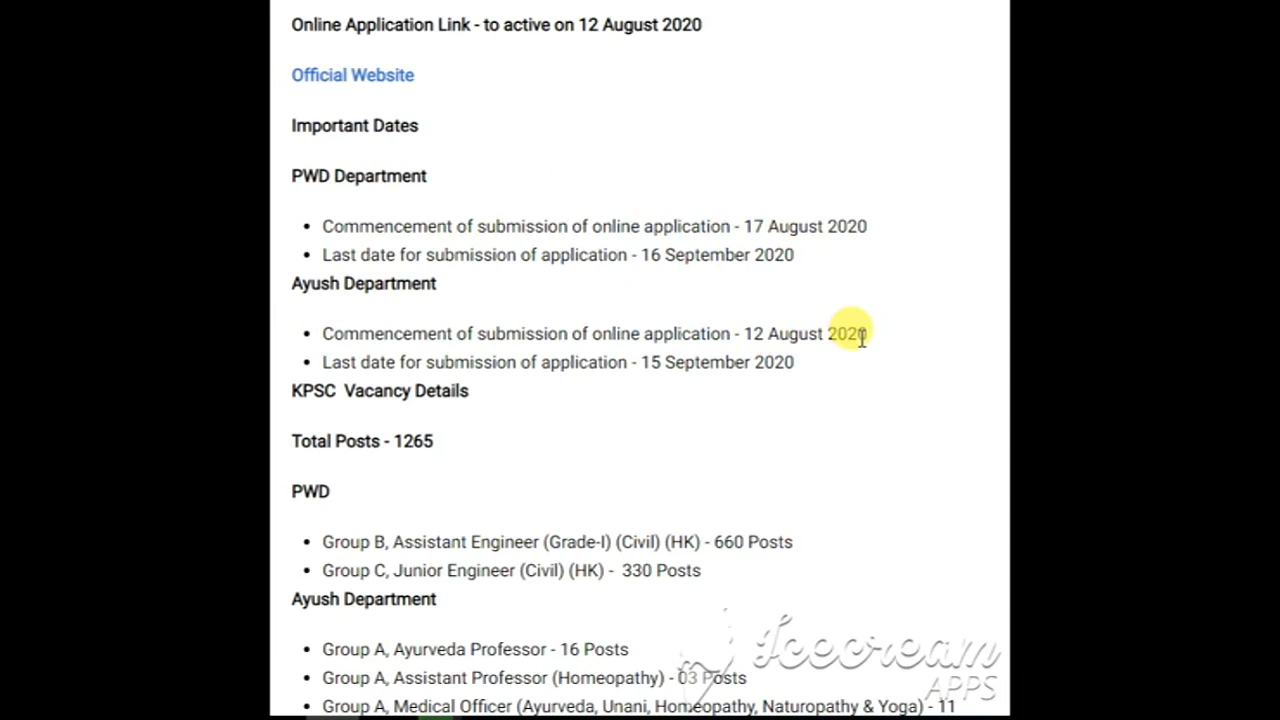 Online Application Link - to active on 12 August 2020
Official Website
Important Dates
PWD Department
• Commencement of submission of online application - 17 August 2020
• Last date for submission of application - 16 September 2020
Ayush Department
• Commencement of submission of online application - 12 August 2020
• Last date for submission of application - 15 September 2020
KPSC Vacancy Details
Total Posts - 1265
PWD
• Group B, Assistant Engineer (Grade-I) (Civil) (HK) - 660 Posts
• Group C, Junior Engineer (Civil) (HK) - 330 Posts
Ayush Department
• Group A, Ayurveda Professor - 16 Posts
• Group A, Assistant Professor (Homeopathy) - 03 Posts
• Group A, Medical Officer (Ayurveda, Unani, Homeopathy, Naturopathy & Yoga) - 11
Icecream
APPS